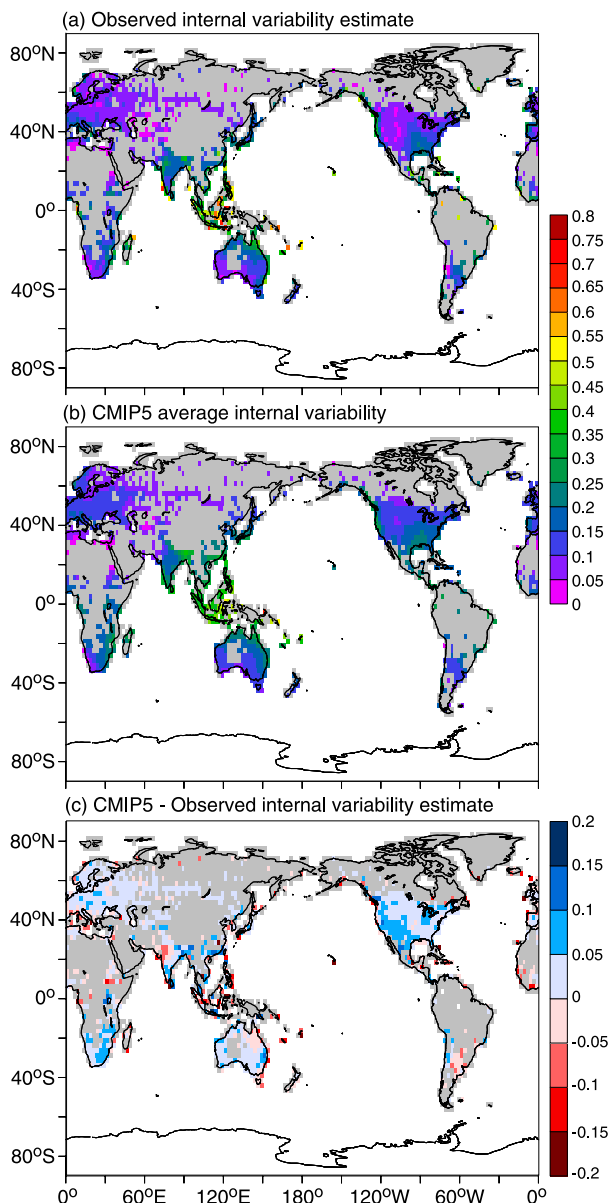 (a) Observed internal variability estimate
80°N
40°N
0°
40°S
80°S
(b) CMIP5 average internal variability
80°N
40°N
0°
40°S
80°S
0.8
0.75
0.7
0.65
0.6
0.55
0.5
0.45
0.4
0.35
0.3
0.25
0.2
0.15
0.1
0.05
0
(c) CMIP5 - Observed internal variability estimate
80°N
40°N
0°
40°S
80°S
0.2
0.15
0.1
0.05
0
-0.05
-0.1
-0.15
-0.2
0° 60°E 120°E 180° 120°W 60°W 0°